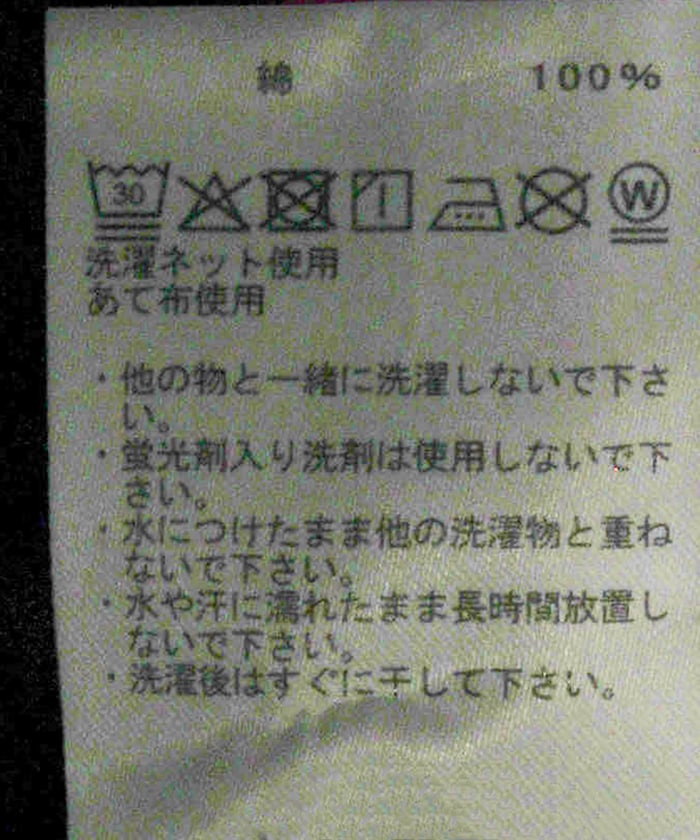 綿 100%
30 W
洗濯ネット使用
あて布使用
・他の物と一緒に洗濯しないで下さ
い。
・蛍光剤入り洗剤は使用しないで下
さい。
・水につけたまま他の洗濯物と重ね
ないで下さい。
・水や汗に濡れたまま長時間放置し
ないで下さい。
・洗濯後はすぐに干して下さい。